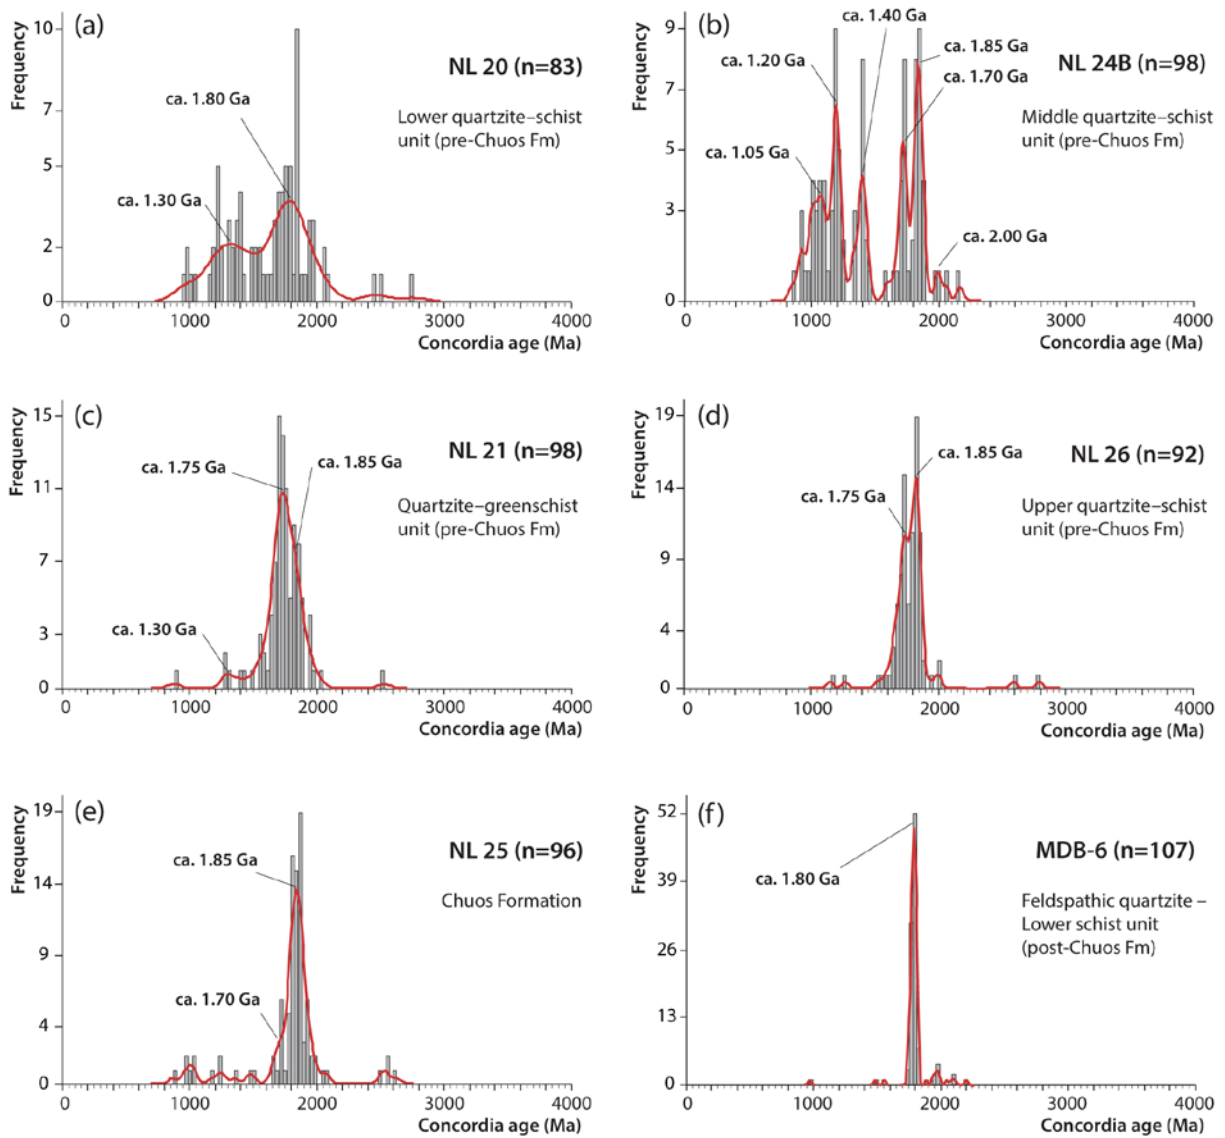 (a)
Frequency
10
7
5
2
0
NL 20 (n=83)
Lower quartzite–schist
unit (pre-Chuos Fm)
ca. 1.80 Ga
ca. 1.30 Ga
0 1000 2000 3000 4000
Concordia age (Ma)
(b)
Frequency
9
7
5
3
0
NL 24B (n=98)
Middle quartzite–schist
unit (pre-Chuos Fm)
ca. 1.40 Ga
ca. 1.20 Ga
ca. 1.85 Ga
ca. 1.70 Ga
ca. 1.05 Ga
ca. 2.00 Ga
0 1000 2000 3000 4000
Concordia age (Ma)
(c)
Frequency
15
11
7
3
0
NL 21 (n=98)
Quartzite–greenschist
unit (pre-Chuos Fm)
ca. 1.75 Ga
ca. 1.85 Ga
ca. 1.30 Ga
0 1000 2000 3000 4000
Concordia age (Ma)
(d)
Frequency
19
14
9
4
0
NL 26 (n=92)
Upper quartzite–schist
unit (pre-Chuos Fm)
ca. 1.85 Ga
ca. 1.75 Ga
0 1000 2000 3000 4000
Concordia age (Ma)
(e)
Frequency
19
14
9
4
0
NL 25 (n=96)
Chuos Formation
ca. 1.85 Ga
ca. 1.70 Ga
0 1000 2000 3000 4000
Concordia age (Ma)
(f)
Frequency
52
39
26
13
0
MDB-6 (n=107)
Feldspathic quartzite –
Lower schist unit
(post-Chuos Fm)
ca. 1.80 Ga
0 1000 2000 3000 4000
Concordia age (Ma)